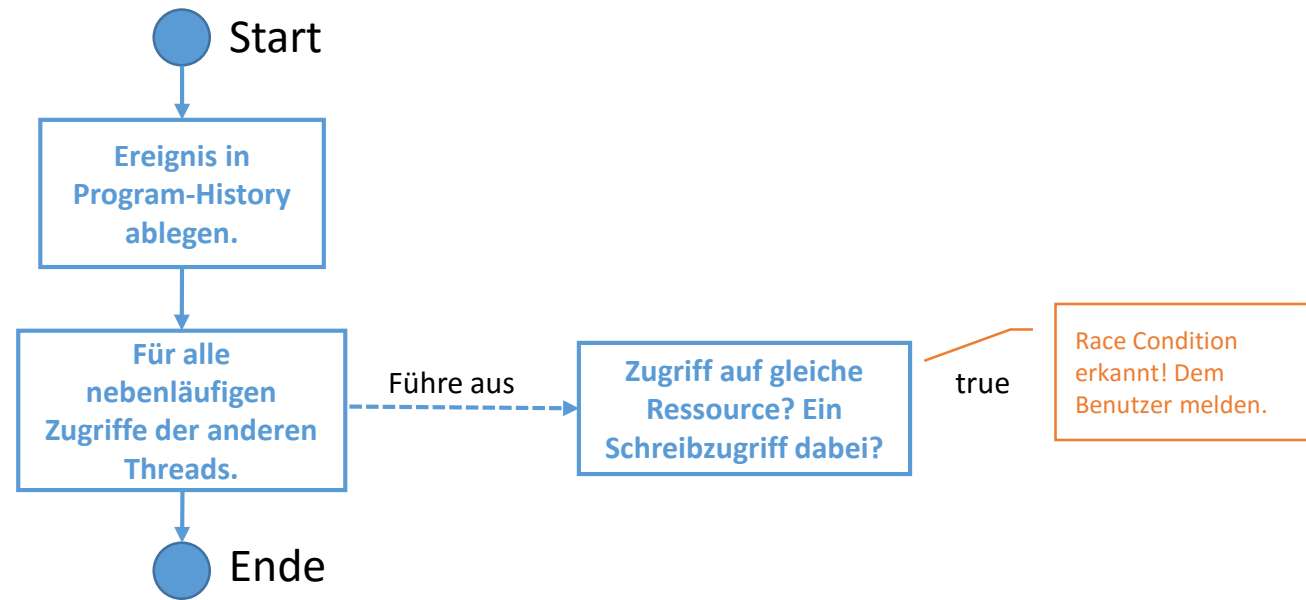 Start
Ereignis in
Program-History
ablegen.
Für alle
nebenläufigen
Zugriffe der anderen
Threads.
Führe aus
Zugriff auf gleiche
Ressource? Ein
Schreibzugriff dabei?
true
Race Condition
erkannt! Dem
Benutzer melden.
Ende